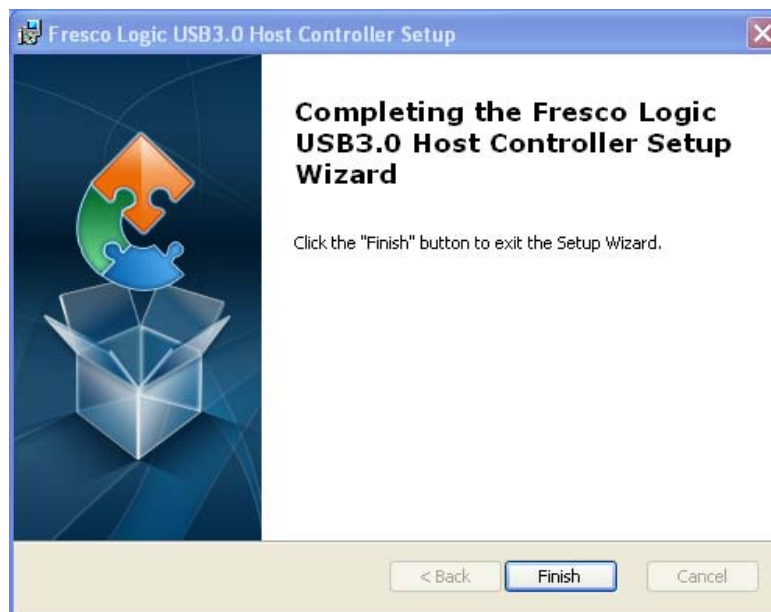 Fresco Logic USB3.0 Host Controller Setup
Completing the Fresco Logic
USB3.0 Host Controller Setup
Wizard
Click the "Finish" button to exit the Setup Wizard.
< Back Finish Cancel